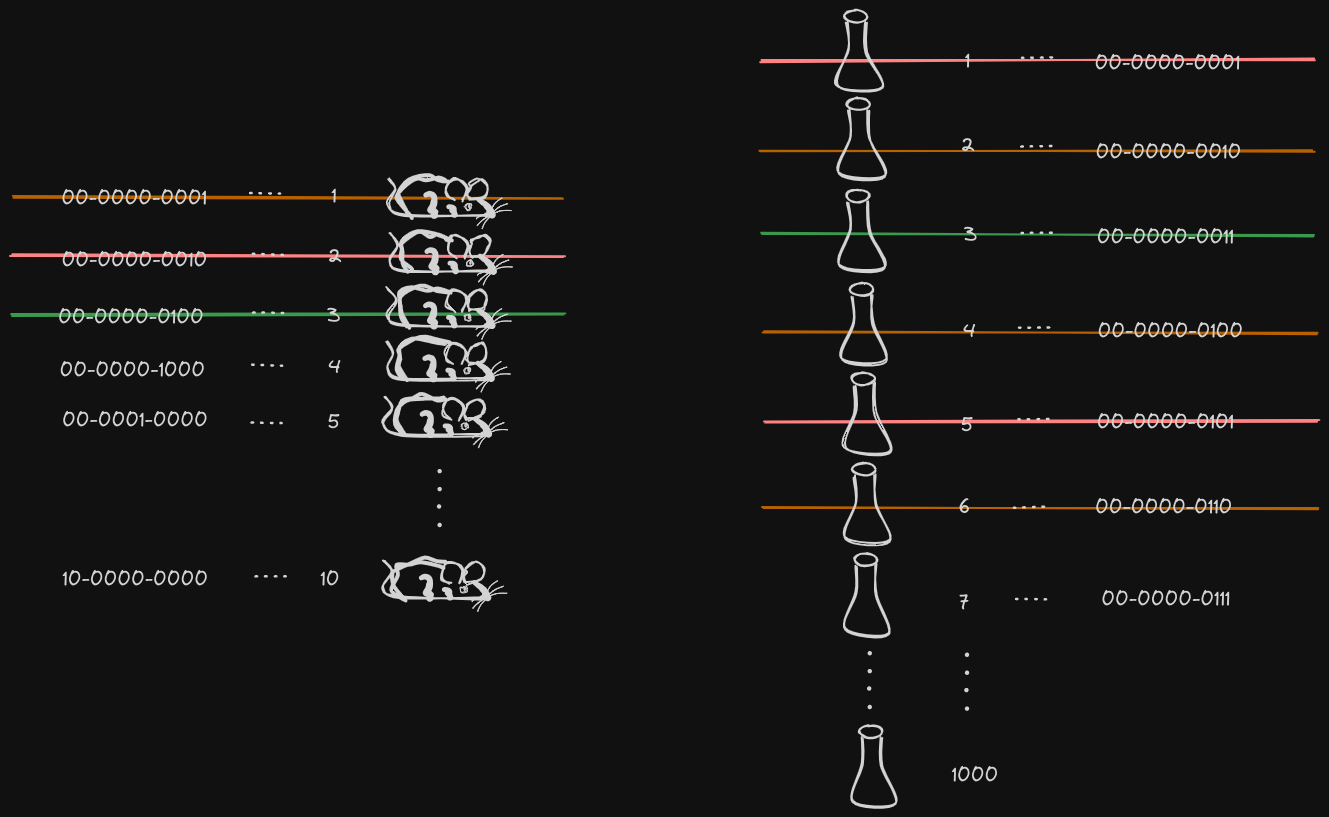 00-0000-0001 .... 1
00-0000-0010 .... 2
00-0000-0100 .... 3
00-0000-1000 .... 4
00-0001-0000 .... 5
10-0000-0000 .... 10
1 .... 00-0000-0001
2 .... 00-0000-0010
3 .... 00-0000-0011
4 .... 00-0000-0100
5 .... 00-0000-0101
6 .... 00-0000-0110
7 .... 00-0000-0111
1000